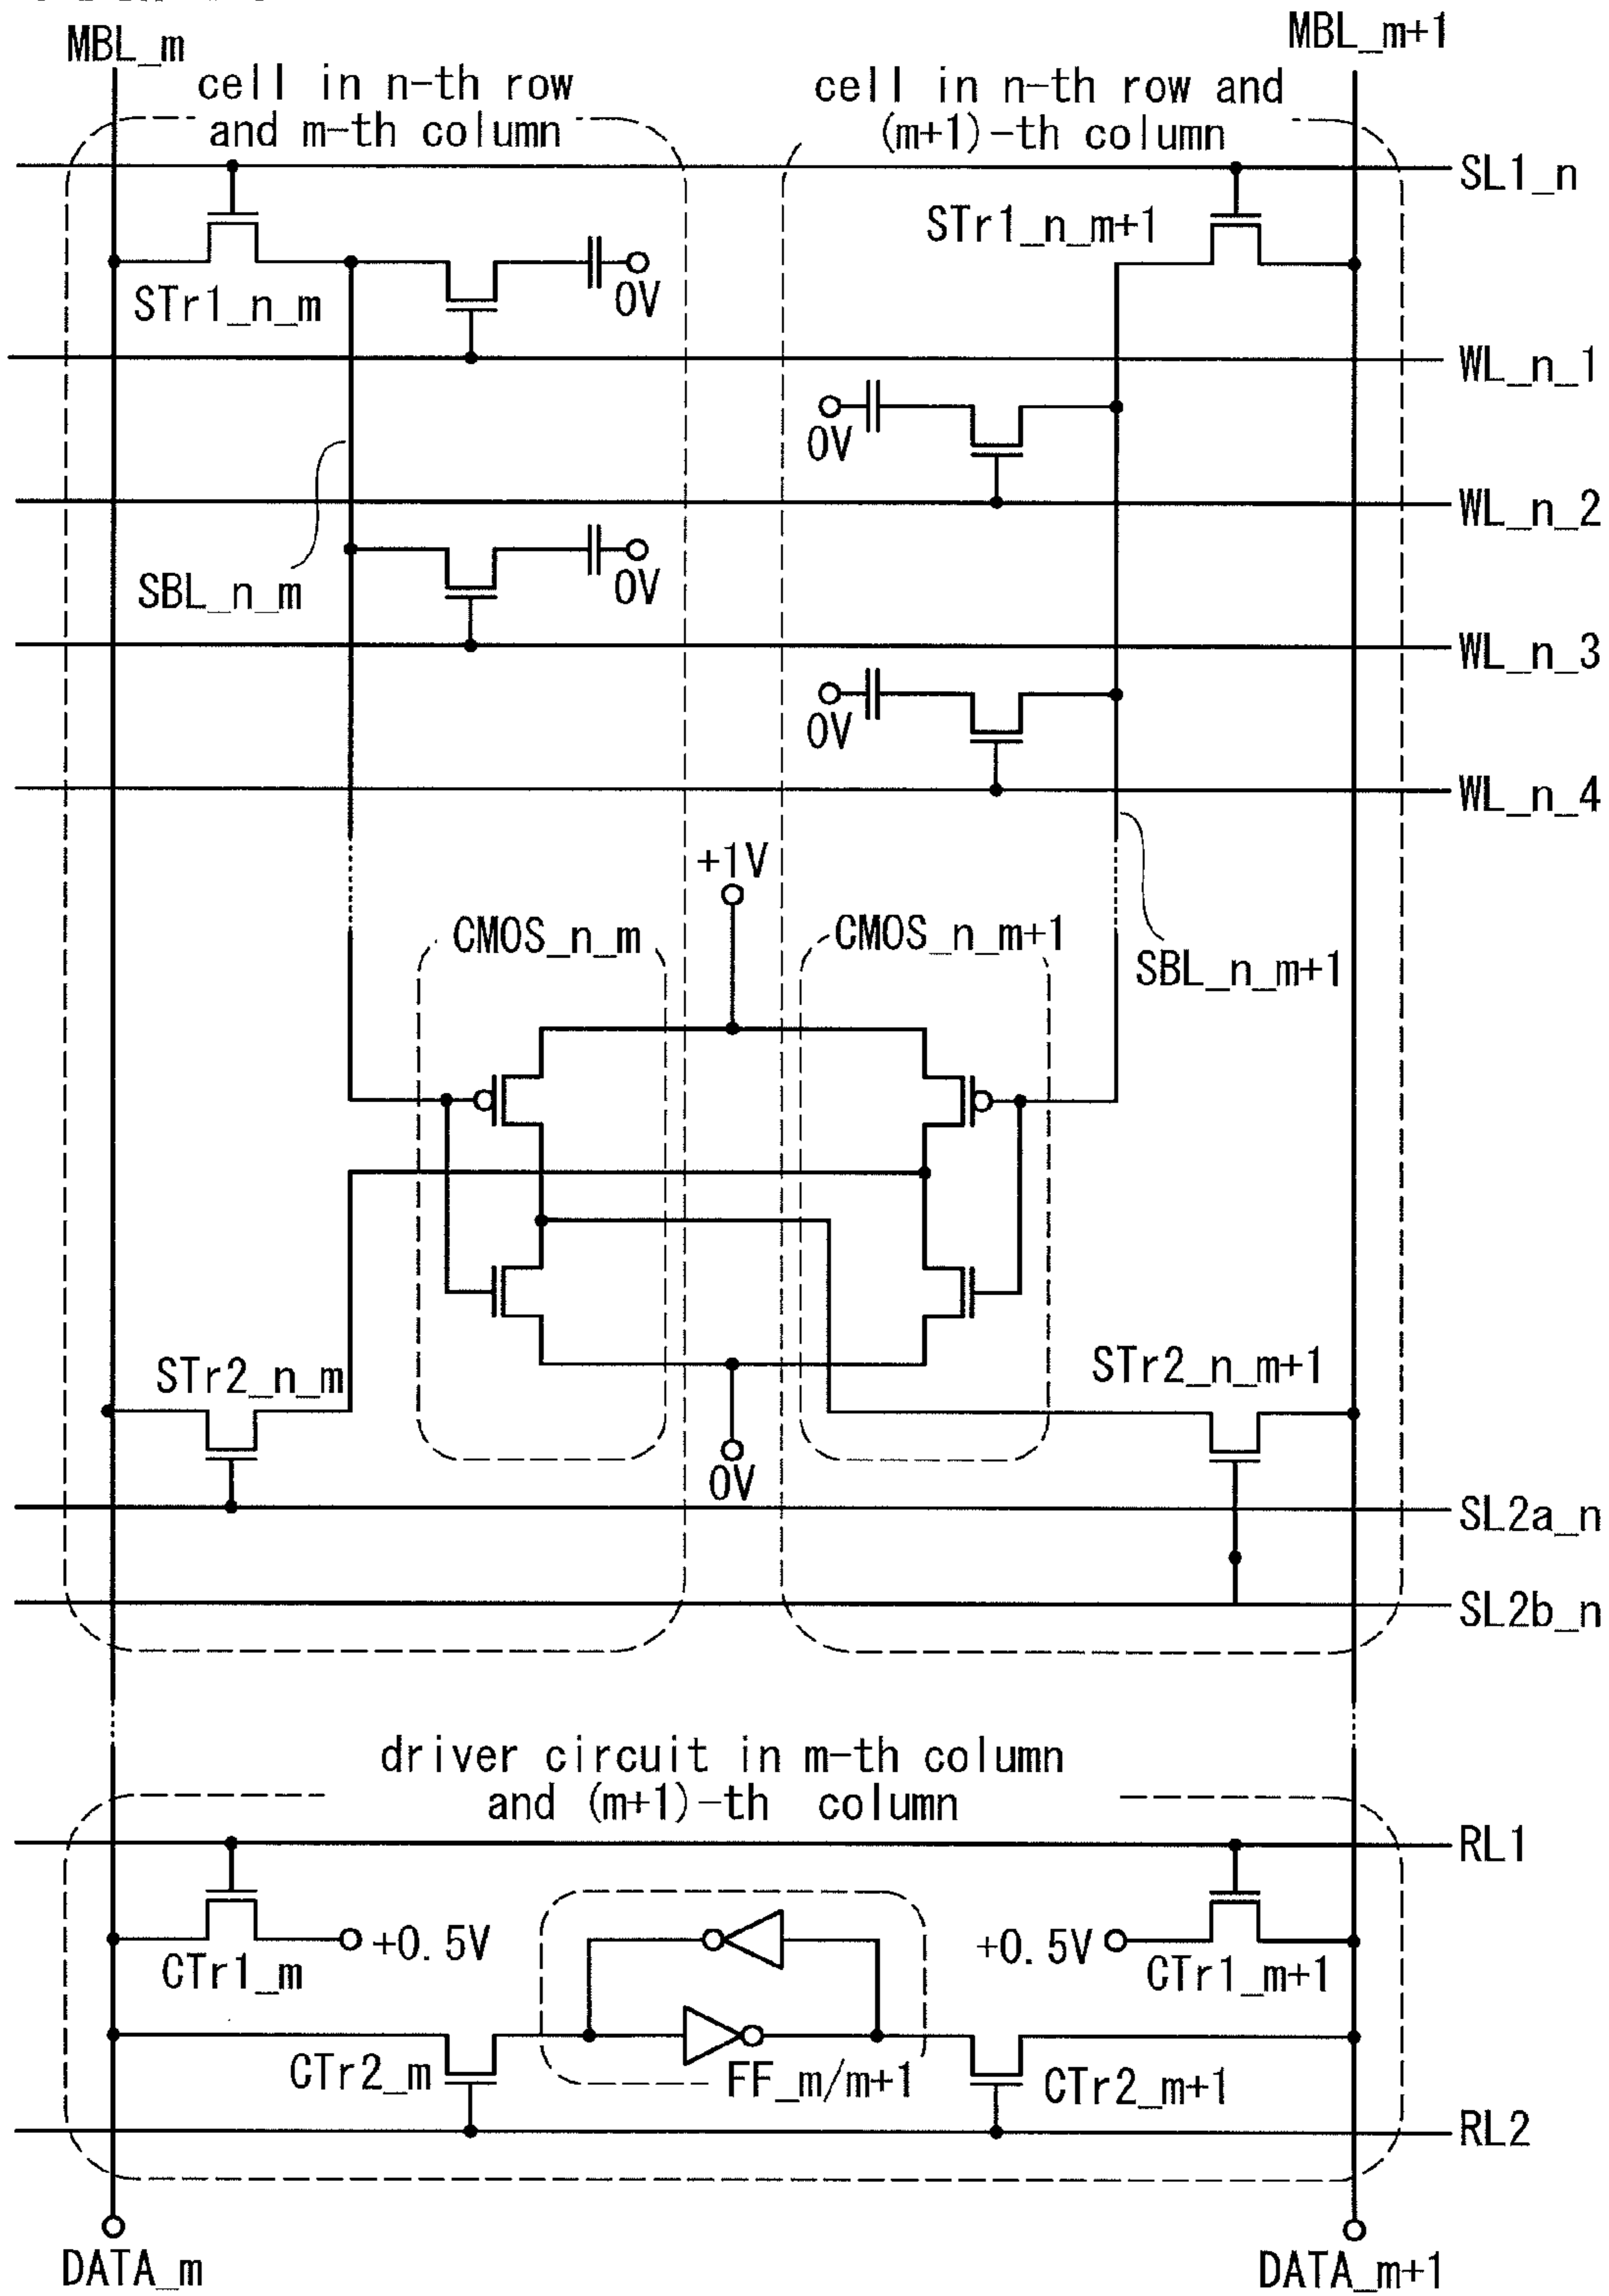 MBL_m
MBL_m+1
cell in n-th row
and m-th column
cell in n-th row and
(m+1)-th column
SL1_n
STr1_n_m+1
STr1_n_m
0V
WL_n_1
0V
WL_n_2
SBL_n_m
0V
WL_n_3
0V
WL_n_4
+1V
CMOS_n_m
CMOS_n_m+1
SBL_n_m+1
STr2_n_m
STr2_n_m+1
0V
SL2a_n
SL2b_n
driver circuit in m-th column
and (m+1)-th column
RL1
+0.5V
+0.5V
CTr1_m
CTr1_m+1
CTr2_m
FF_m/m+1
CTr2_m+1
RL2
DATA_m
DATA_m+1